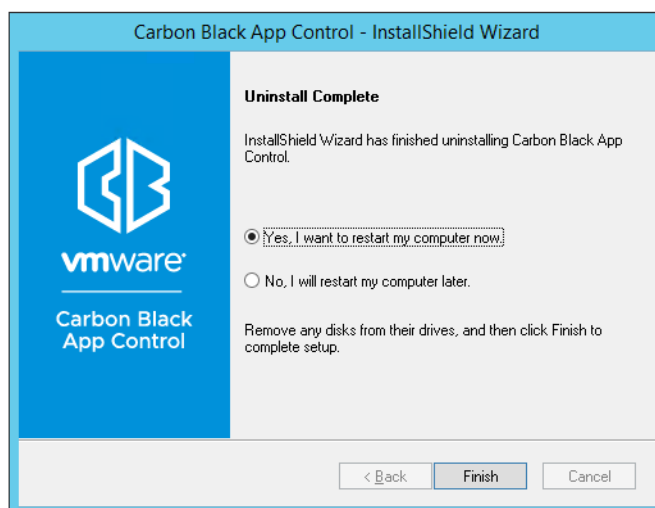 Carbon Black App Control - InstallShield Wizard
Uninstall Complete
InstallShield Wizard has finished uninstalling Carbon Black App
Control.
Yes, I want to restart my computer now.
No, I will restart my computer later.
Remove any disks from their drives, and then click Finish to
complete setup.
vmware
Carbon Black
App Control
< Back
Finish
Cancel